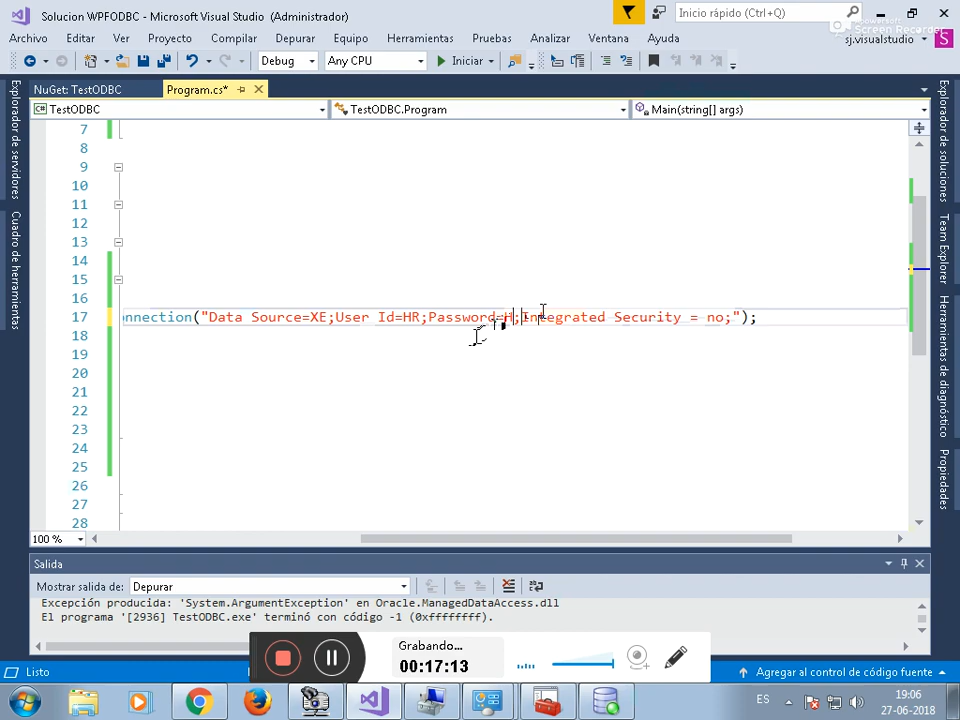 Solucion WPFODBC - Microsoft Visual Studio (Administrador)
Inicio rápido (Ctrl+Q)
Archivo Editar Ver Proyecto Compilar Depurar Equipo Herramientas Pruebas Analizar Ventana Ayuda
sj.visualstudio S
Debug Any CPU Iniciar
NuGet: TestODBC Program.cs*
TestODBC TestODBC.Program Main(string[] args)
7
8
9
10
11
12
13
14
15
16
17 onnection("Data Source=XE;User Id=HR;Password=H;Integrated Security = no;");
18
19
20
21
22
23
24
25
26
27
28
100 %
Explorador de servidores
Cuadro de herramientas
Explorador de soluciones
Team Explorer
Herramientas de diagnóstico
Propiedades
Salida
Mostrar salida de: Depurar
Excepción producida: 'System.ArgumentException' en Oracle.ManagedDataAccess.dll
El programa '[2936] TestODBC.exe' terminó con código -1 (0xffffffff).
Grabando...
00:17:13
Listo
Agregar al control de código fuente
ES
19:06
27-06-2018